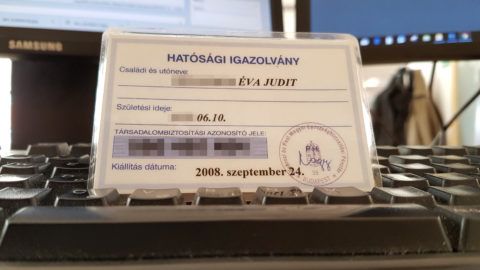 SAMSUNG
HATÓSÁGI IGAZOLVÁNY
Családi és utóneve:
ÉVA JUDIT
Születési ideje:
06.10.
TÁRSADALOMBIZTOSÍTÁSI AZONOSÍTÓ JELE:
Kiállítás dátuma:
2008. szeptember 24.
BUDAPEST